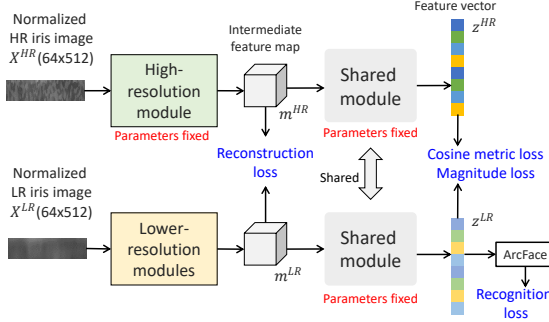 Normalized
HR iris image
X^{HR}(64x512)
High-
resolution
module
Parameters fixed
Intermediate
feature map
m^{HR}
Shared
module
Parameters fixed
Feature vector
z^{HR}
Reconstruction
loss
Shared
Cosine metric loss
Magnitude loss
Normalized
LR iris image
X^{LR}(64x512)
Lower-
resolution
modules
m^{LR}
Shared
module
Parameters fixed
z^{LR}
ArcFace
Recognition
loss